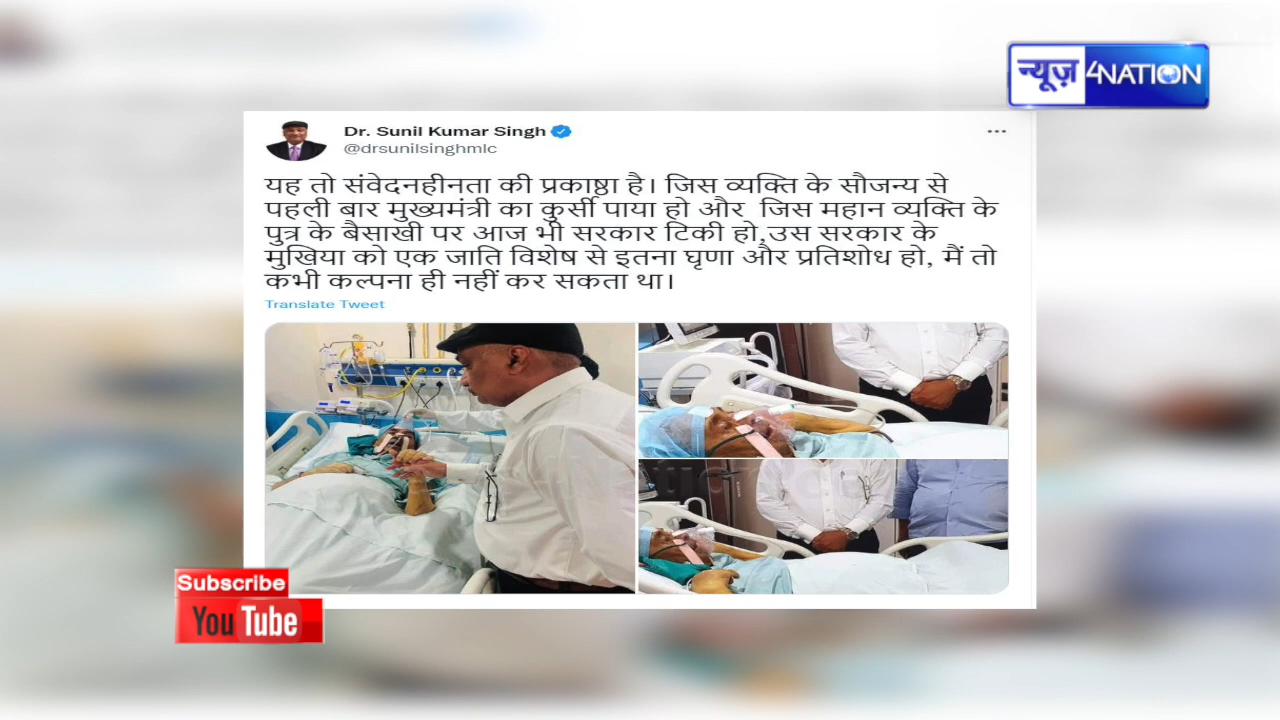 न्यूज़ 4NATION
Dr. Sunil Kumar Singh
@drsunilsinghmlc
यह तो संवेदनहीनता की प्रकाष्ठा है। जिस व्यक्ति के सौजन्य से
पहली बार मुख्यमंत्री का कुर्सी पाया हो और जिस महान व्यक्ति के
पुत्र के बैसाखी पर आज भी सरकार टिकी हो,उस सरकार के
मुखिया को एक जाति विशेष से इतना घृणा और प्रतिशोध हो, मैं तो
कभी कल्पना ही नहीं कर सकता था।
Translate Tweet
Subscribe
YouTube